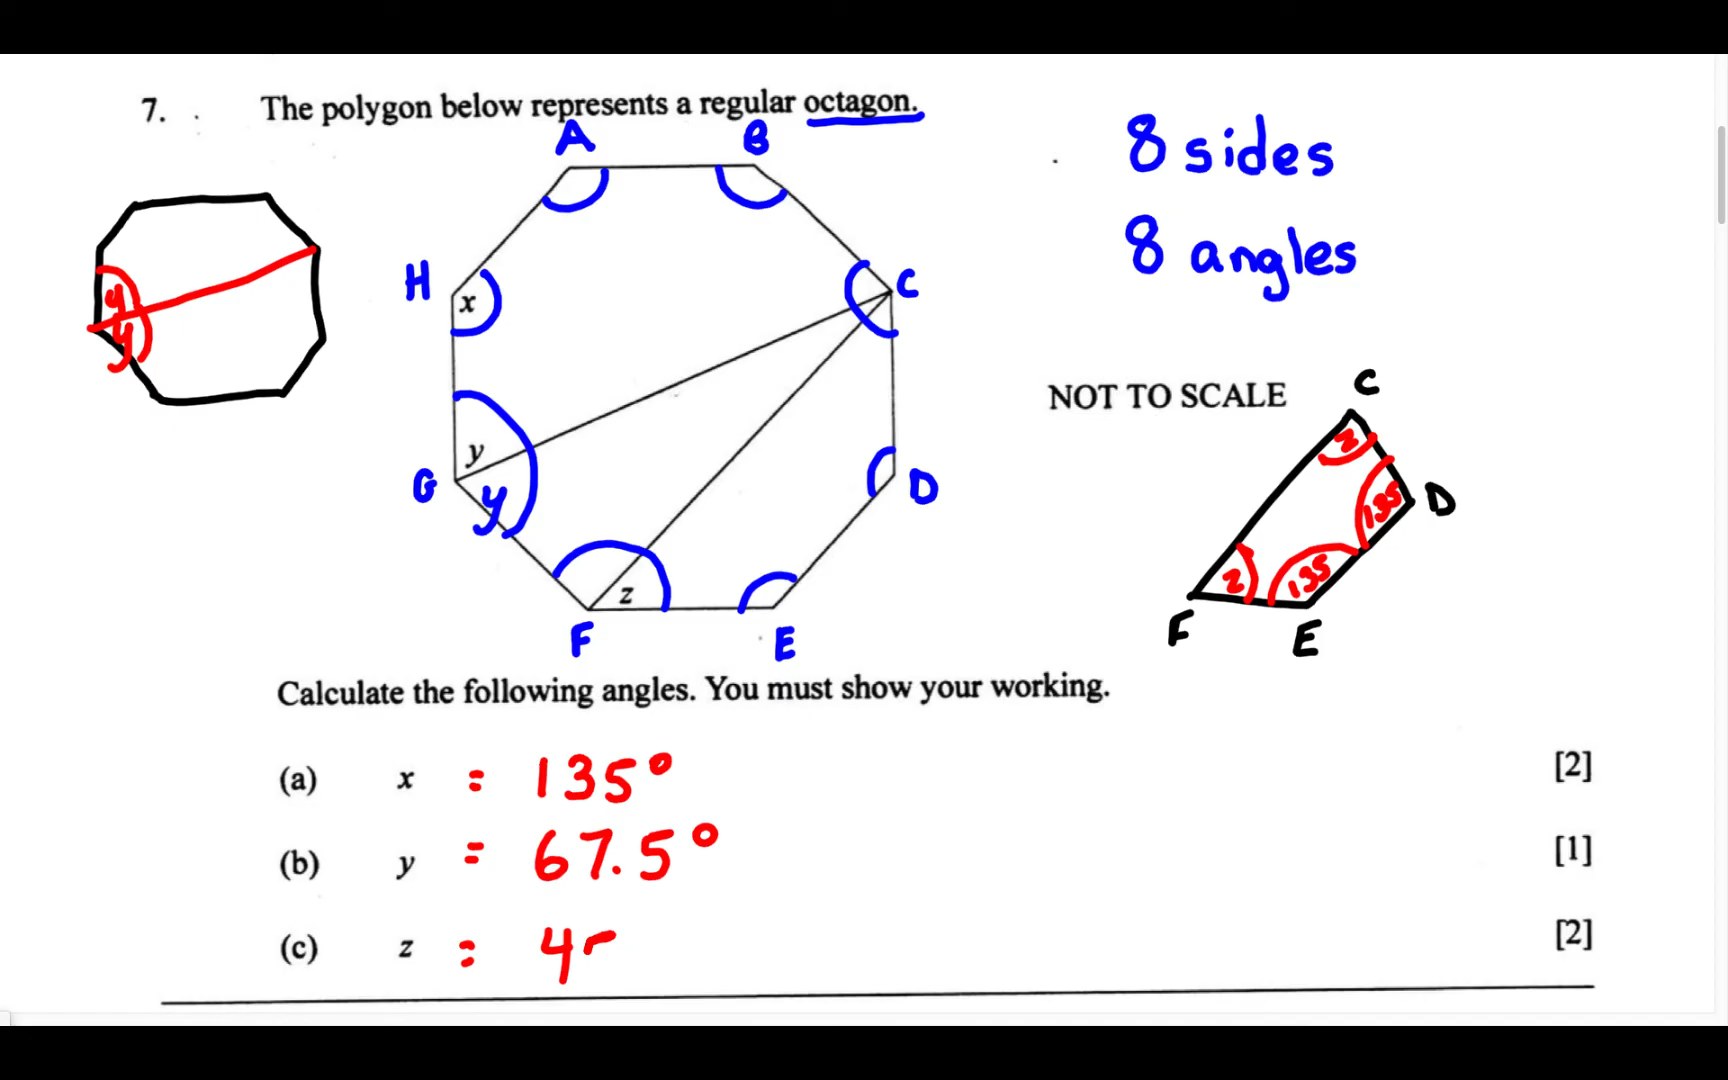 7. The polygon below represents a regular octagon.
A B
8 sides
8 angles
H x C
y
y
NOT TO SCALE
C
y
G y D
z
135
D
z 135
z
F E
F E
Calculate the following angles. You must show your working.
(a) x = 135° [2]
(b) y = 67.5° [1]
(c) z = 4 [2]